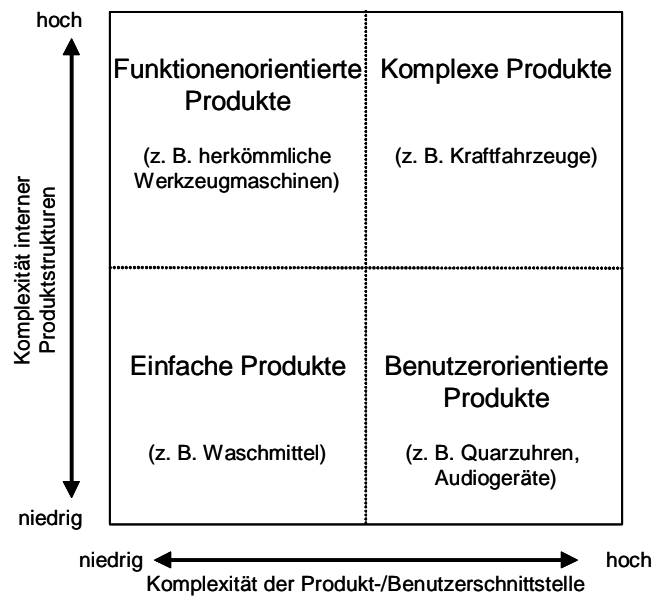 hoch
Funktionenorientierte
Produkte
(z. B. herkömmliche
Werkzeugmaschinen)
Komplexe Produkte
(z. B. Kraftfahrzeuge)
Komplexität interner
Produktstrukturen
Einfache Produkte
(z. B. Waschmittel)
Benutzerorientierte
Produkte
(z. B. Quarzuhren,
Audiogeräte)
niedrig
niedrig
hoch
Komplexität der Produkt-/Benutzerschnittstelle